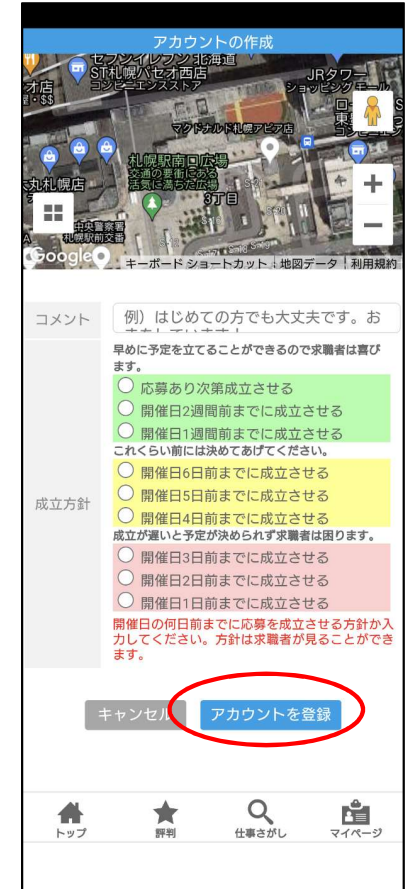 アカウントの作成
セブンイレブン 北海道
ST札幌パセオ西店
コンビニエンスストア
JRタワー
ショッピング モール
マクドナルド札幌アピア店
札幌駅南口広場
交通の要衝にある
活気に満ちた広場
丸札幌店
3丁目
中央警察署
札幌駅前交番
Google
キーボード ショートカット
地図データ
利用規約
コメント
例）はじめての方でも大丈夫です。お
早めに予定を立てることができるので求職者は喜び
ます。
応募あり次第成立させる
開催日2週間前までに成立させる
開催日1週間前までに成立させる
これくらい前には決めてあげてください。
成立方針
開催日6日前までに成立させる
開催日5日前までに成立させる
開催日4日前までに成立させる
成立が遅いと予定が決められず求職者は困ります。
開催日3日前までに成立させる
開催日2日前までに成立させる
開催日1日前までに成立させる
開催日の何日前までに応募を成立させる方針か入
力してください。方針は求職者が見ることができ
ます。
キャンセル
アカウントを登録
トップ
評判
仕事さがし
マイページ